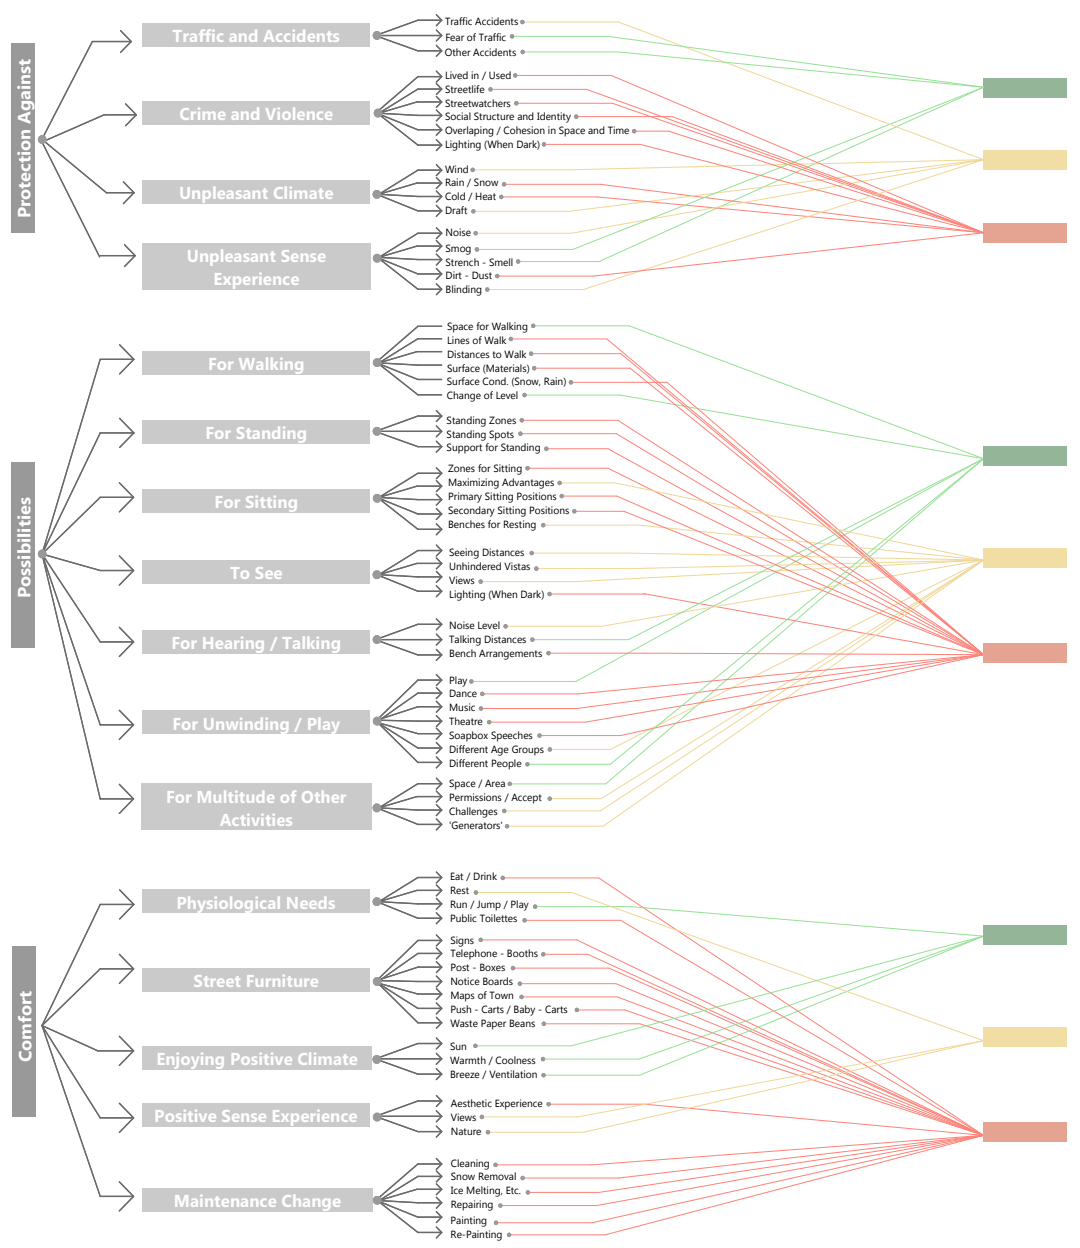 Protection Against
Traffic and Accidents
Traffic Accidents
Fear of Traffic
Other Accidents
Crime and Violence
Lived in / Used
Streetlife
Streetwatchers
Social Structure and Identity
Overlaping / Cohesion in Space and Time
Lighting (When Dark)
Unpleasant Climate
Wind
Rain / Snow
Cold / Heat
Draft
Unpleasant Sense
Experience
Noise
Smog
Strench - Smell
Dirt - Dust
Blinding
Possibilities
For Walking
Space for Walking
Lines of Walk
Distances to Walk
Surface (Materials)
Surface Cond. (Snow, Rain)
Change of Level
For Standing
Standing Zones
Standing Spots
Support for Standing
For Sitting
Zones for Sitting
Maximizing Advantages
Primary Sitting Positions
Secondary Sitting Positions
Benches for Resting
To See
Seeing Distances
Unhindered Vistas
Views
Lighting (When Dark)
For Hearing / Talking
Noise Level
Talking Distances
Bench Arrangements
For Unwinding / Play
Play
Dance
Music
Theatre
Soapbox Speeches
Different Age Groups
Different People
For Multitude of Other
Activities
Space / Area
Permissions / Accept
Challenges
'Generators'
Comfort
Physiological Needs
Eat / Drink
Rest
Run / Jump / Play
Public Toilettes
Street Furniture
Signs
Telephone - Booths
Post - Boxes
Notice Boards
Maps of Town
Push - Carts / Baby - Carts
Waste Paper Beans
Enjoying Positive Climate
Sun
Warmth / Coolness
Breeze / Ventilation
Positive Sense Experience
Aesthetic Experience
Views
Nature
Maintenance Change
Cleaning
Snow Removal
Ice Melting, Etc.
Repairing
Painting
Re-Painting